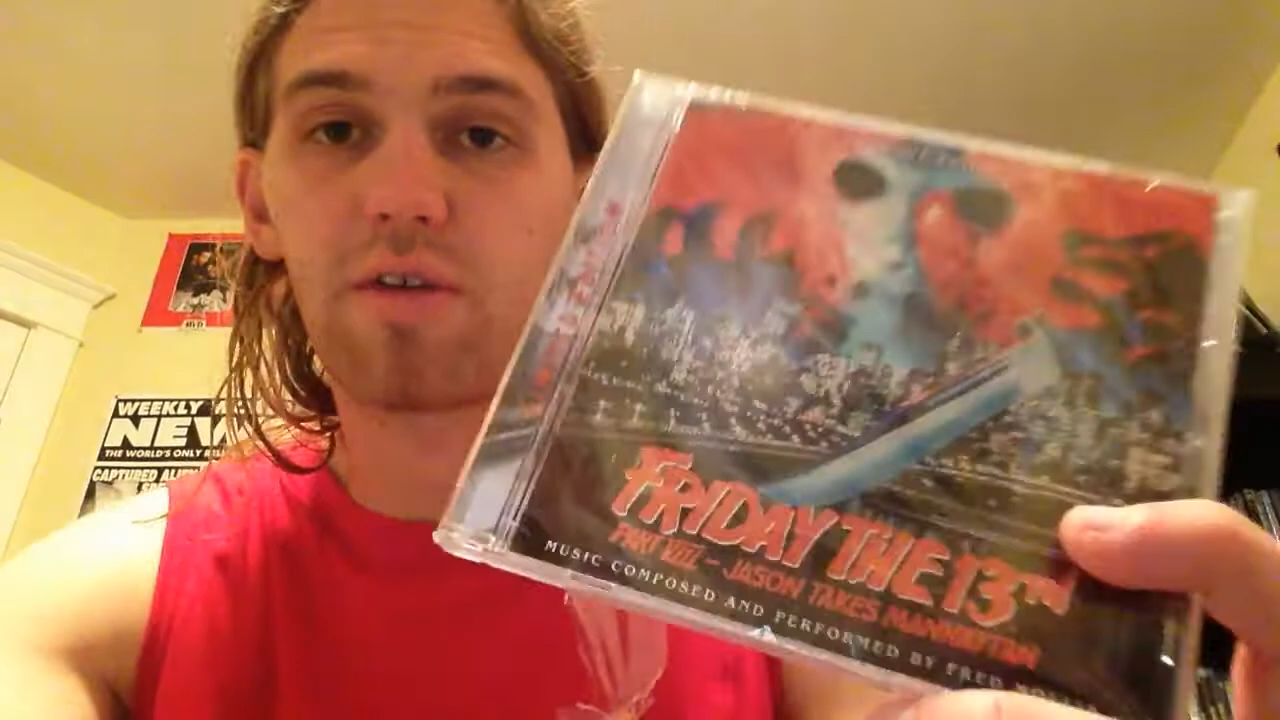 WEEKLY
NEW
THE WORLD'S ONLY
CAPTURED ALIEN
FRIDAY THE 13TH
PART VIII - JASON TAKES MANHATTAN
MUSIC COMPOSED AND PERFORMED BY FRED